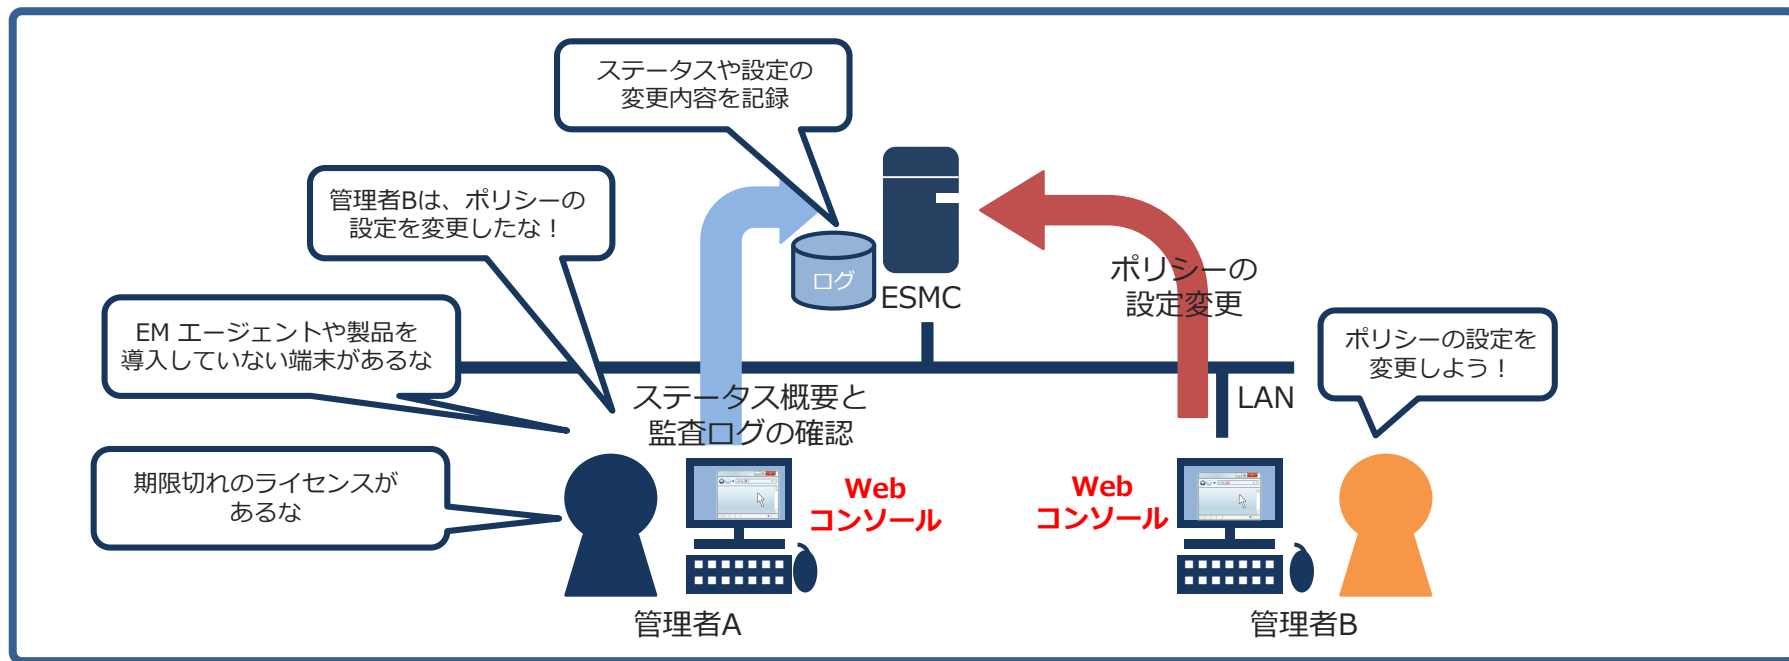 ステータスや設定の
変更内容を記録
管理者Bは、ポリシーの
設定を変更したな！
ログ
ESMC
ポリシーの
設定変更
EM エージェントや製品を
導入していない端末があるな
ポリシーの設定を
変更しよう！
LAN
ステータス概要と
監査ログの確認
期限切れのライセンスが
あるな
Web
コンソール
Web
コンソール
管理者A
管理者B